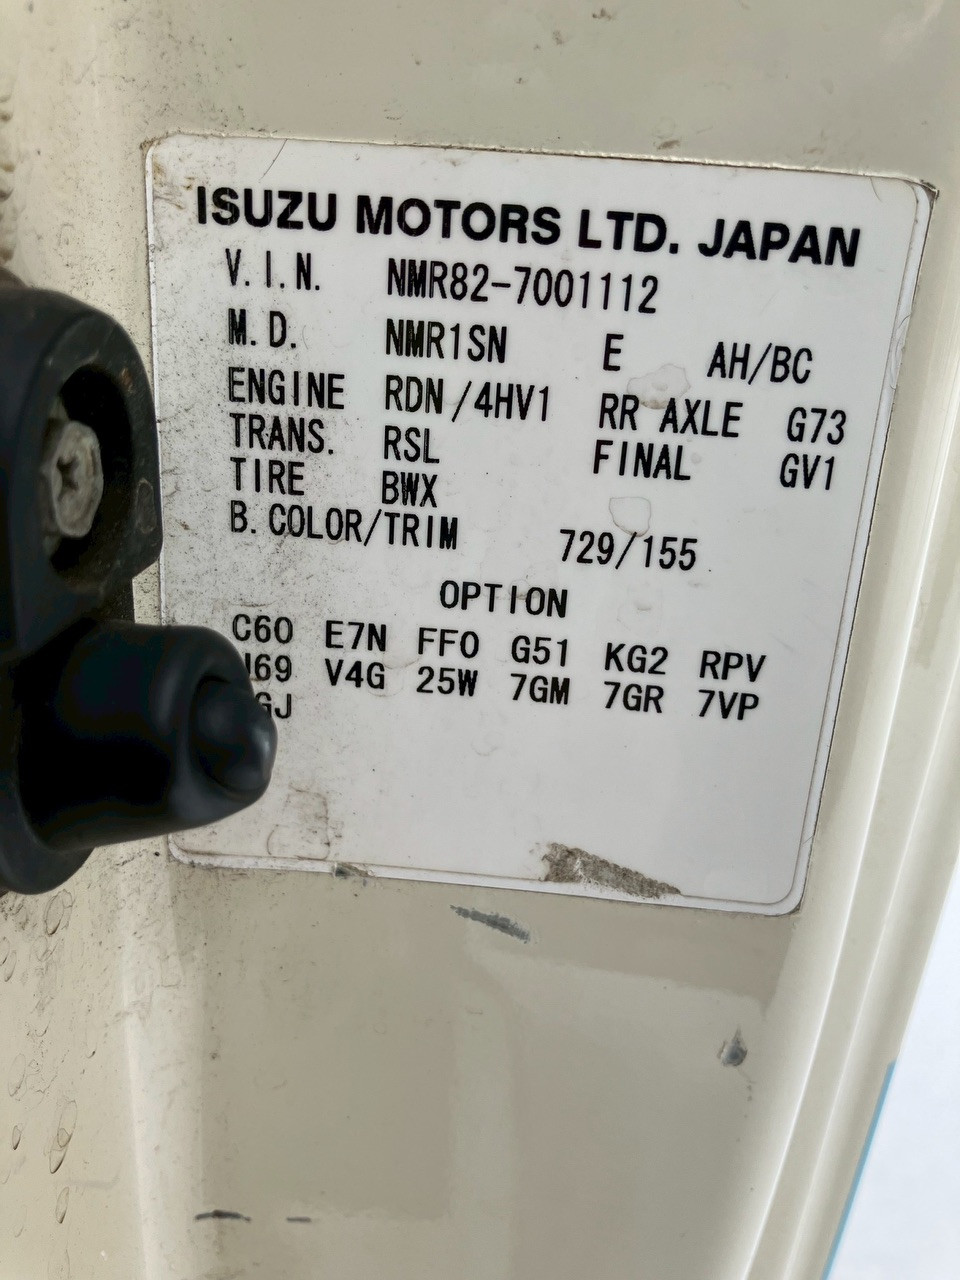 ISUZU MOTORS LTD. JAPAN
V.I.N. NMR82-7001112
M.D. NMR1SN E AH/BC
ENGINE RDN/4HV1 RR AXLE G73
TRANS. RSL FINAL GV1
TIRE BWX
B.COLOR/TRIM 729/155
OPTION
C60 E7N FF0 G51 KG2 RPV
V4G 25W 7GM 7GR 7VP